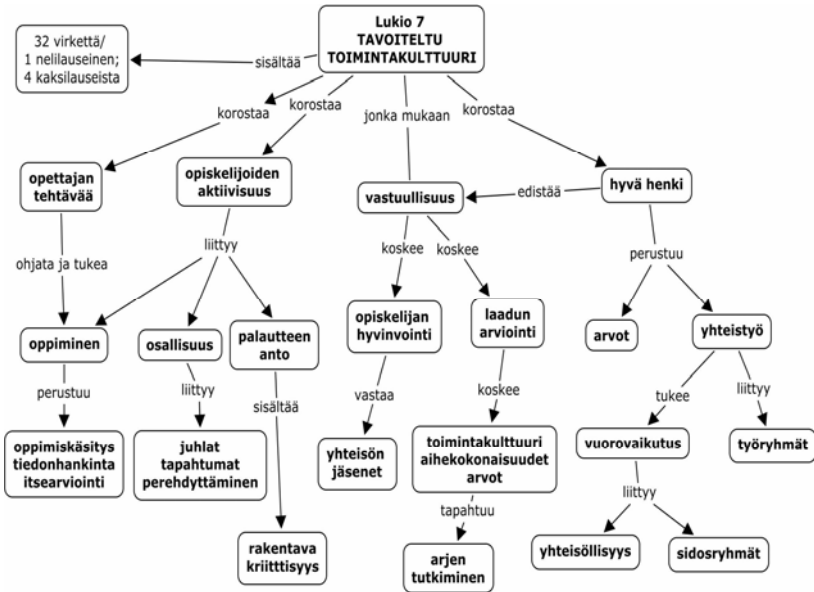 Lukio 7
TAVOITELTU
TOIMINTAKULTTUURI
32 virkettä/
1 nelilauseinen;
4 kaksilauseista
sisältää
korostaa
korostaa
jonka mukaan
korostaa
opettajan
tehtävää
opiskelijoiden
aktiivisuus
vastuullisuus
edistää
hyvä henki
ohjata ja tukea
liittyy
koskee
koskee
perustuu
oppiminen
osallisuus
palautteen
anto
opiskelijan
hyvinvointi
laadun
arviointi
arvot
yhteistyö
perustuu
liittyy
sisältää
vastaa
koskee
tukee
liittyy
oppimiskäsitys
tiedonhankinta
itsearviointi
juhlat
tapahtumat
perehdyttäminen
yhteisön
jäsenet
toimintakulttuuri
aihekokonaisuudet
arvot
vuorovaikutus
työryhmät
tapahtuu
liittyy
rakentava
kriitttisyys
arjen
tutkiminen
yhteisöllisyys
sidosryhmät